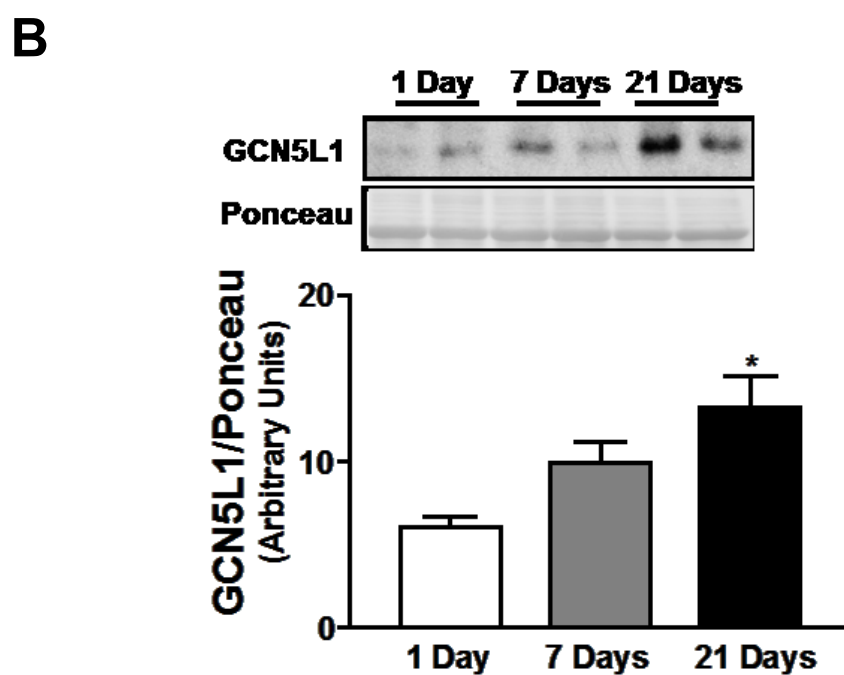 B
1 Day 7 Days 21 Days
GCN5L1
Ponceau
GCN5L1/Ponceau
(Arbitrary Units)
20
10
0
*
1 Day 7 Days 21 Days